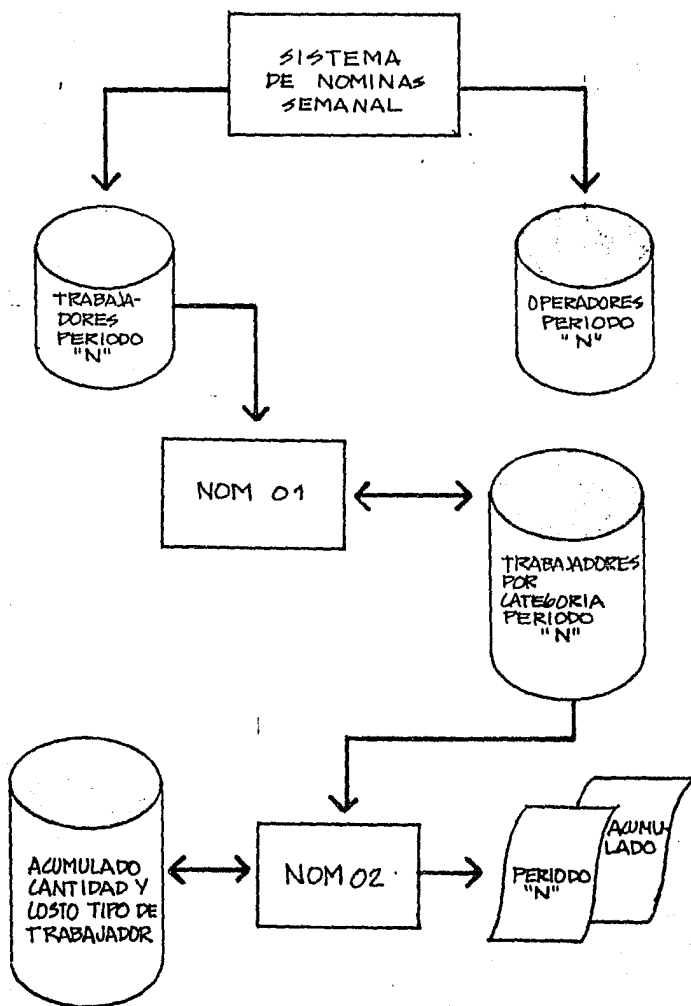 SISTEMA
DE NOMINAS
SEMANAL
TRABAJA-
DORES
PERIODO
"N"
OPERADORES
PERIODO
"N"
NOM 01
TRABAJADORES
POR
CATEGORIA
PERIODO
"N"
ACUMULADO
CANTIDAD Y
COSTO TIPO DE
TRABAJADOR
NOM 02
PERIODO
"N"
ACUMU-
LADO